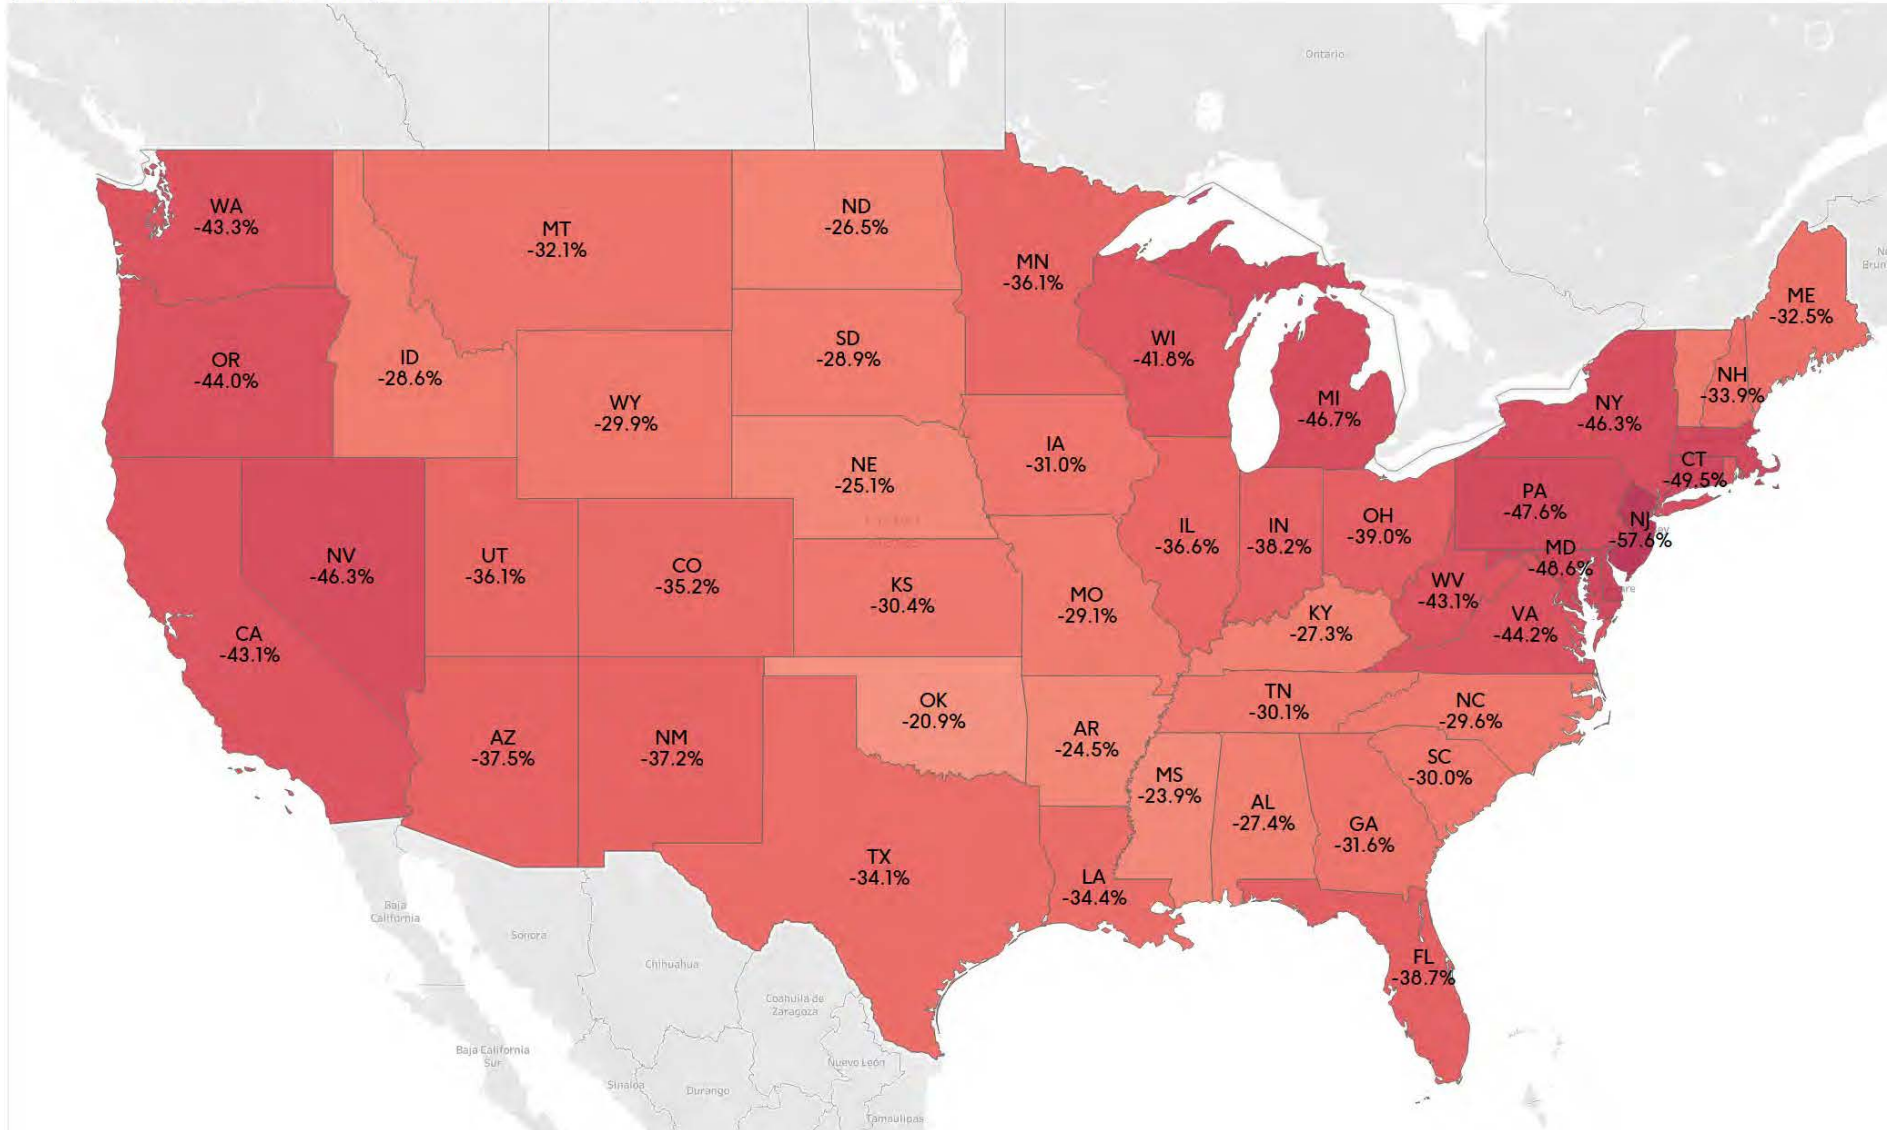 Ontario
WA
-43.3%
MT
-32.1%
ND
-26.5%
MN
-36.1%
ME
-32.5%
OR
-44.0%
ID
-28.6%
SD
-28.9%
WI
-41.8%
NH
-33.9%
WY
-29.9%
MI
-46.7%
NY
-46.3%
IA
-31.0%
NE
-25.1%
CT
-49.5%
PA
-47.6%
NV
-46.3%
UT
-36.1%
CO
-35.2%
IL
-36.6%
IN
-38.2%
OH
-39.0%
NJ
-57.6%
MD
-48.6%
KS
-30.4%
MO
-29.1%
WV
-43.1%
VA
-44.2%
KY
-27.3%
CA
-43.1%
OK
-20.9%
TN
-30.1%
NC
-29.6%
AZ
-37.5%
NM
-37.2%
AR
-24.5%
SC
-30.0%
MS
-23.9%
AL
-27.4%
GA
-31.6%
TX
-34.1%
LA
-34.4%
FL
-38.7%
Baja
California
Sonora
Chihuahua
Coahuila de
Zaragoza
Baja California
Sur
Nuevo León
Sinaloa
Durango
Tamaulipas